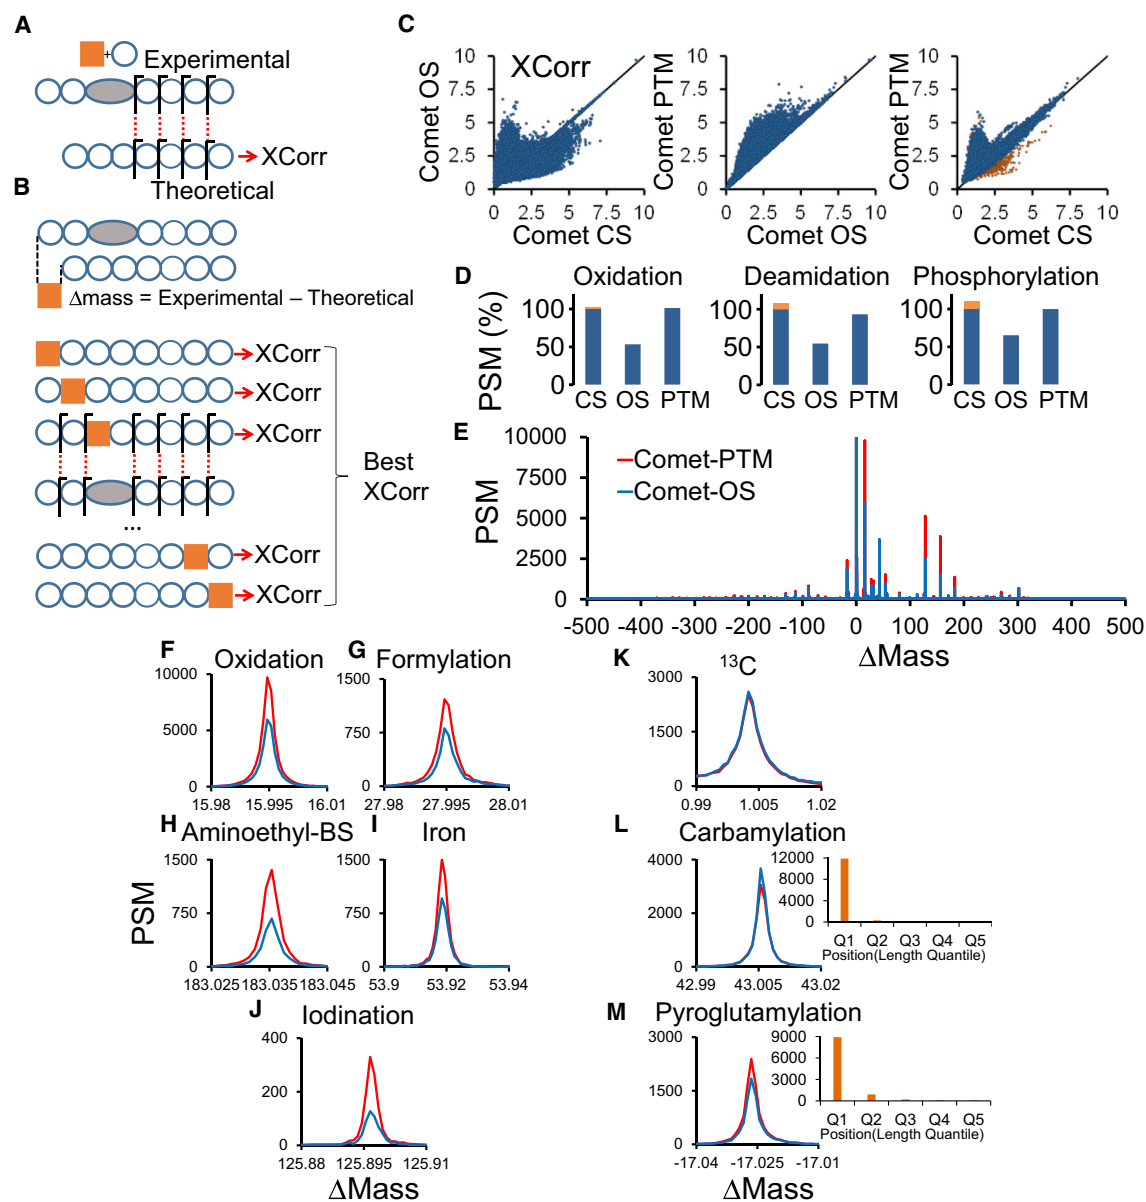 A
+
Experimental
XCorr
Theoretical
B
Δmass = Experimental – Theoretical
XCorr
XCorr
XCorr
...
XCorr
XCorr
Best
XCorr
C
XCorr
Comet OS
10
7.5
5
2.5
0
0 2.5 5 7.5 10
Comet CS
Comet PTM
10
7.5
5
2.5
0
0 2.5 5 7.5 10
Comet OS
Comet PTM
10
7.5
5
2.5
0
0 2.5 5 7.5 10
Comet CS
D
PSM (%)
Oxidation
100
50
0
CS OS PTM
Deamidation
100
50
0
CS OS PTM
Phosphorylation
100
50
0
CS OS PTM
E
PSM
10000
7500
5000
2500
0
Comet-PTM
Comet-OS
-500 -400 -300 -200 -100 0 100 200 300 400 500
ΔMass
F
Oxidation
10000
5000
0
15.98 15.995 16.01
G
Formylation
1500
750
0
27.98 27.995 28.01
H
Aminoethyl-BS
PSM
1500
750
0
183.025 183.035 183.045
I
Iron
1500
750
0
53.9 53.92 53.94
J
Iodination
400
200
0
125.88 125.895 125.91
ΔMass
K
13C
3000
1500
0
0.99 1.005 1.02
L
Carbamylation
4000
2000
0
42.99 43.005 43.02
12000
9000
6000
3000
0
Q1 Q2 Q3 Q4 Q5
Position(Length Quantile)
M
Pyroglutamylation
3000
1500
0
-17.04 -17.025 -17.01
9000
6000
3000
0
Q1 Q2 Q3 Q4 Q5
Position(Length Quantile)
ΔMass